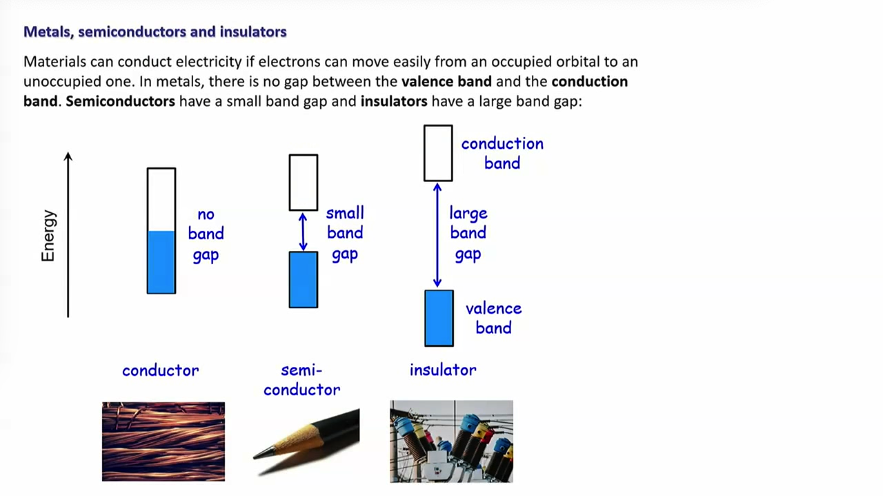 Metals, semiconductors and insulators
Materials can conduct electricity if electrons can move easily from an occupied orbital to an
unoccupied one. In metals, there is no gap between the valence band and the conduction
band. Semiconductors have a small band gap and insulators have a large band gap:
Energy
no
band
gap
small
band
gap
conduction
band
large
band
gap
valence
band
conductor
semi-
conductor
insulator